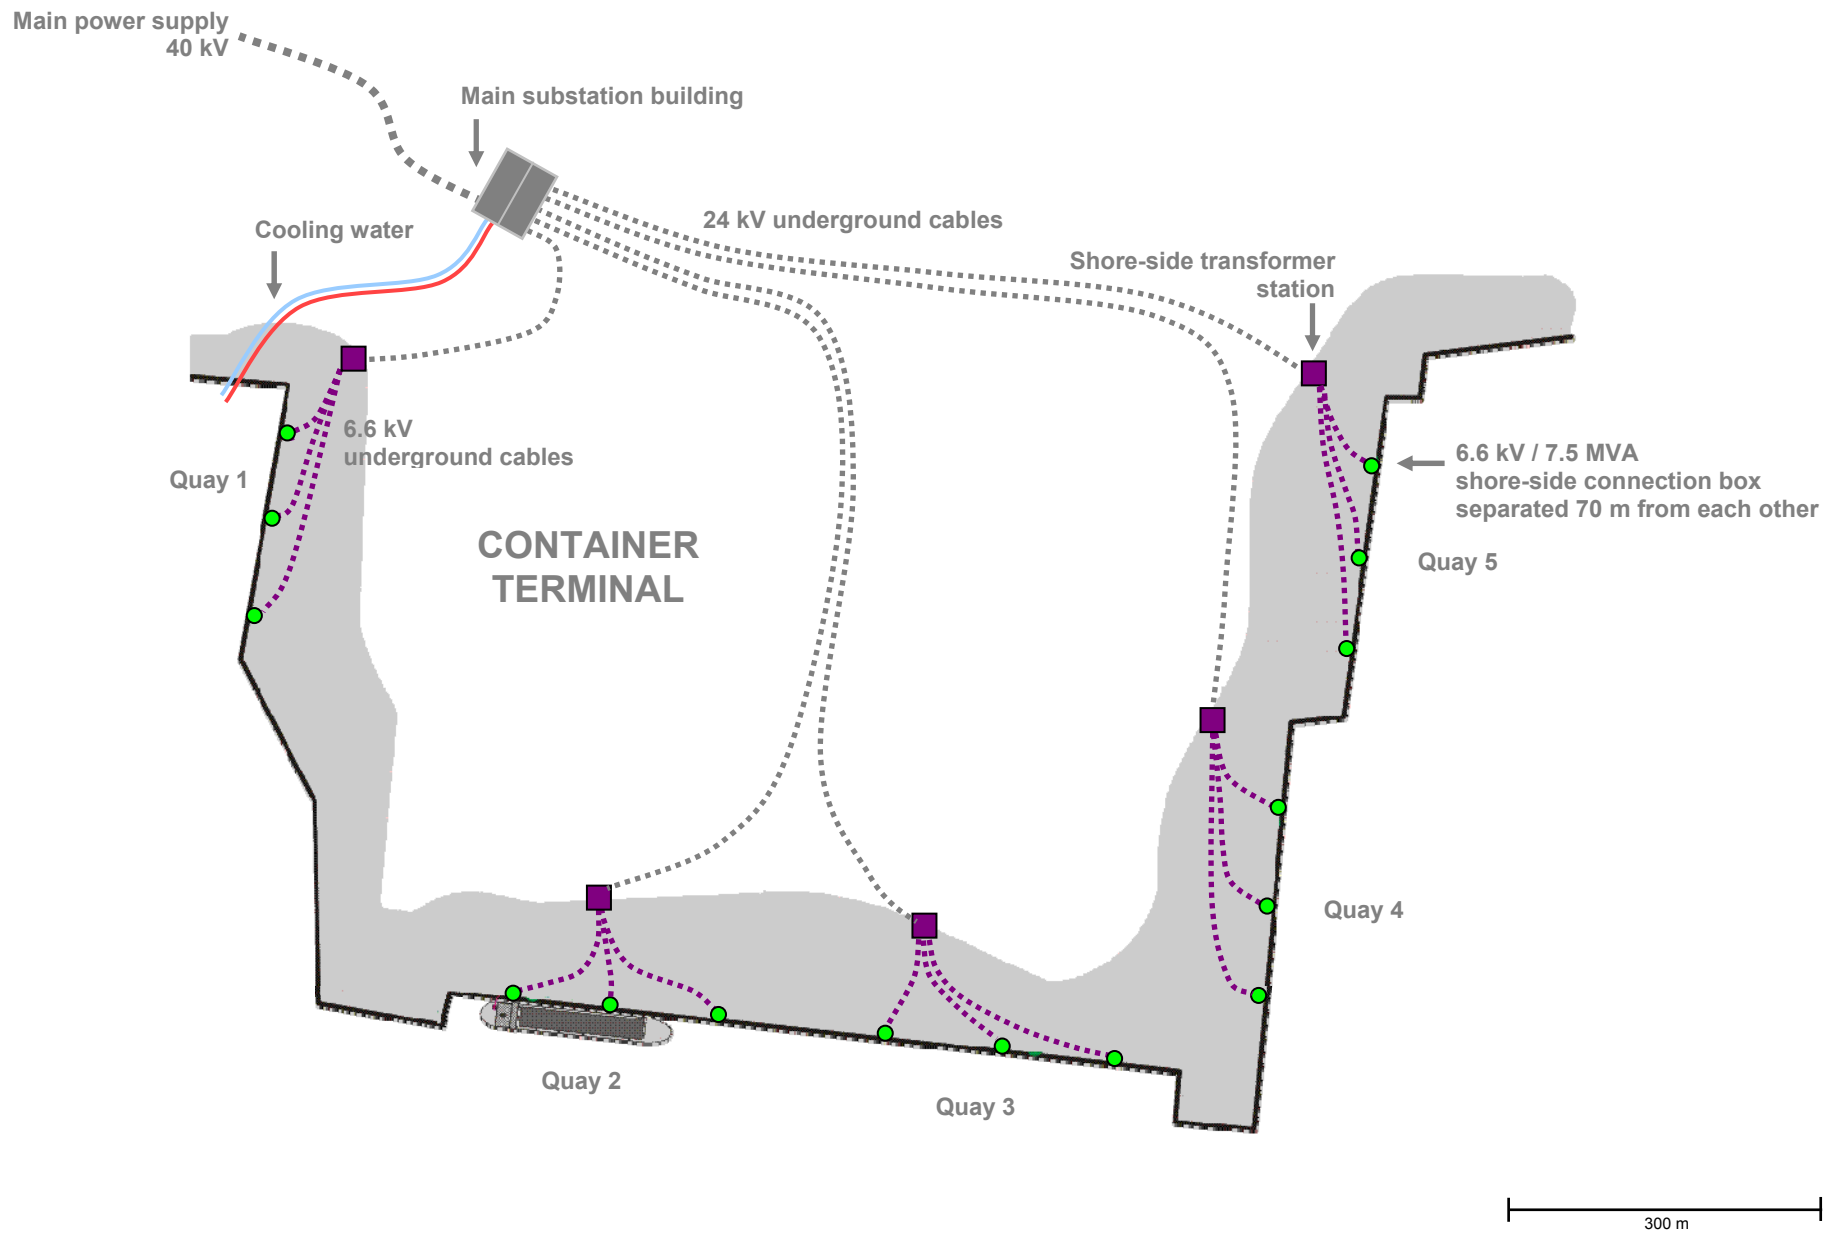 Main power supply
40 kV
Main substation building
24 kV underground cables
Cooling water
Shore-side transformer
station
6.6 kV
underground cables
Quay 1
6.6 kV / 7.5 MVA
shore-side connection box
separated 70 m from each other
CONTAINER
TERMINAL
Quay 5
Quay 4
Quay 2
Quay 3
300 m